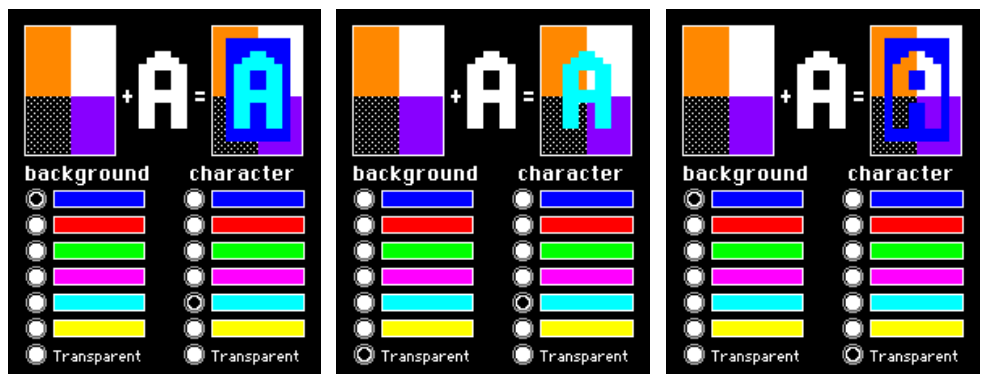 + A =
background character
Transparent Transparent
+ A =
background character
Transparent Transparent
+ A =
background character
Transparent Transparent